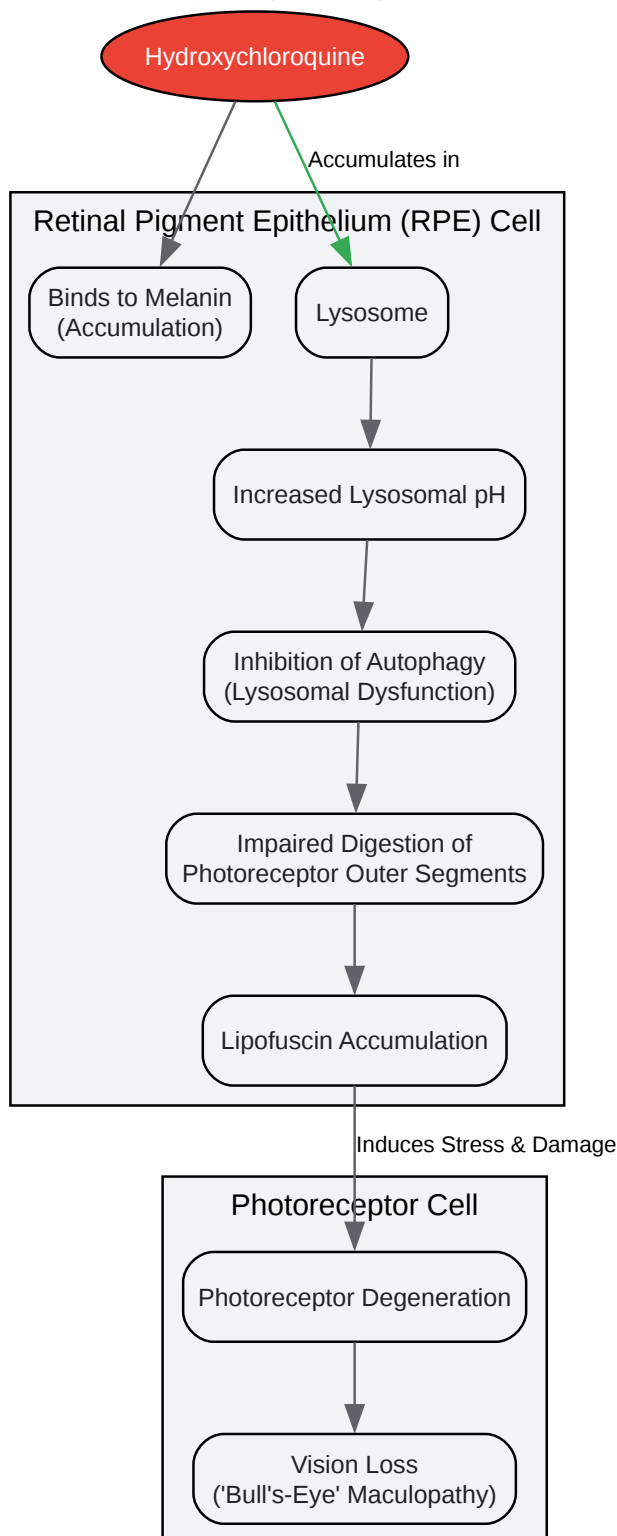 Hydroxychloroquine
Accumulates in
Retinal Pigment Epithelium (RPE) Cell
Binds to Melanin
(Accumulation)
Lysosome
Increased Lysosomal pH
Inhibition of Autophagy
(Lysosomal Dysfunction)
Impaired Digestion of
Photoreceptor Outer Segments
Lipofuscin Accumulation
Induces Stress & Damage
Photoreceptor Cell
Photoreceptor Degeneration
Vision Loss
('Bull's-Eye' Maculopathy)